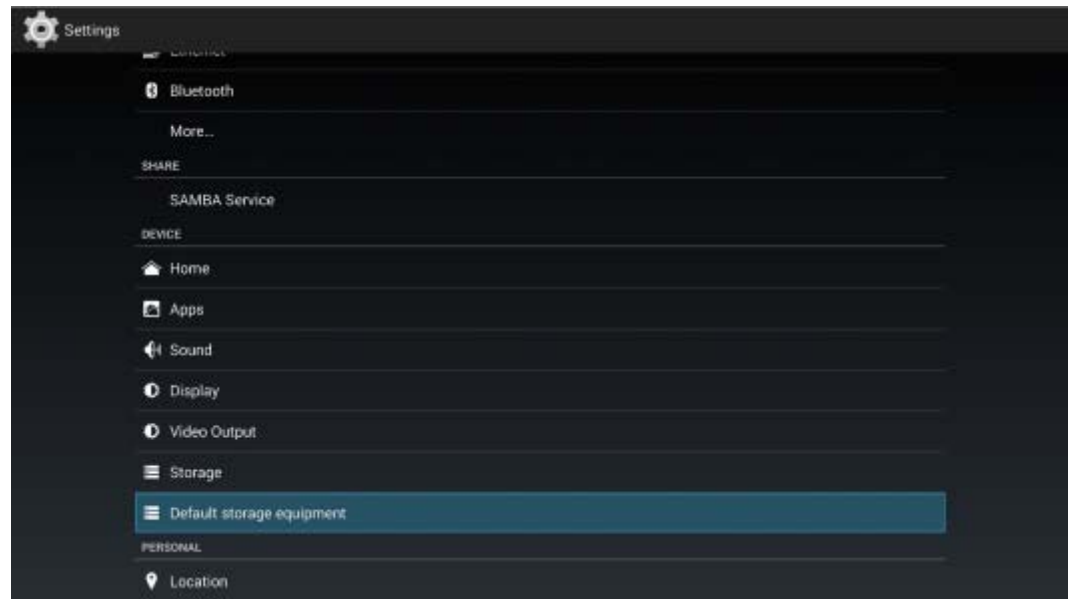 Settings
Ethernet
Bluetooth
More...
SHARE
SAMBA Service
DEVICE
Home
Apps
Sound
Display
Video Output
Storage
Default storage equipment
PERSONAL
Location